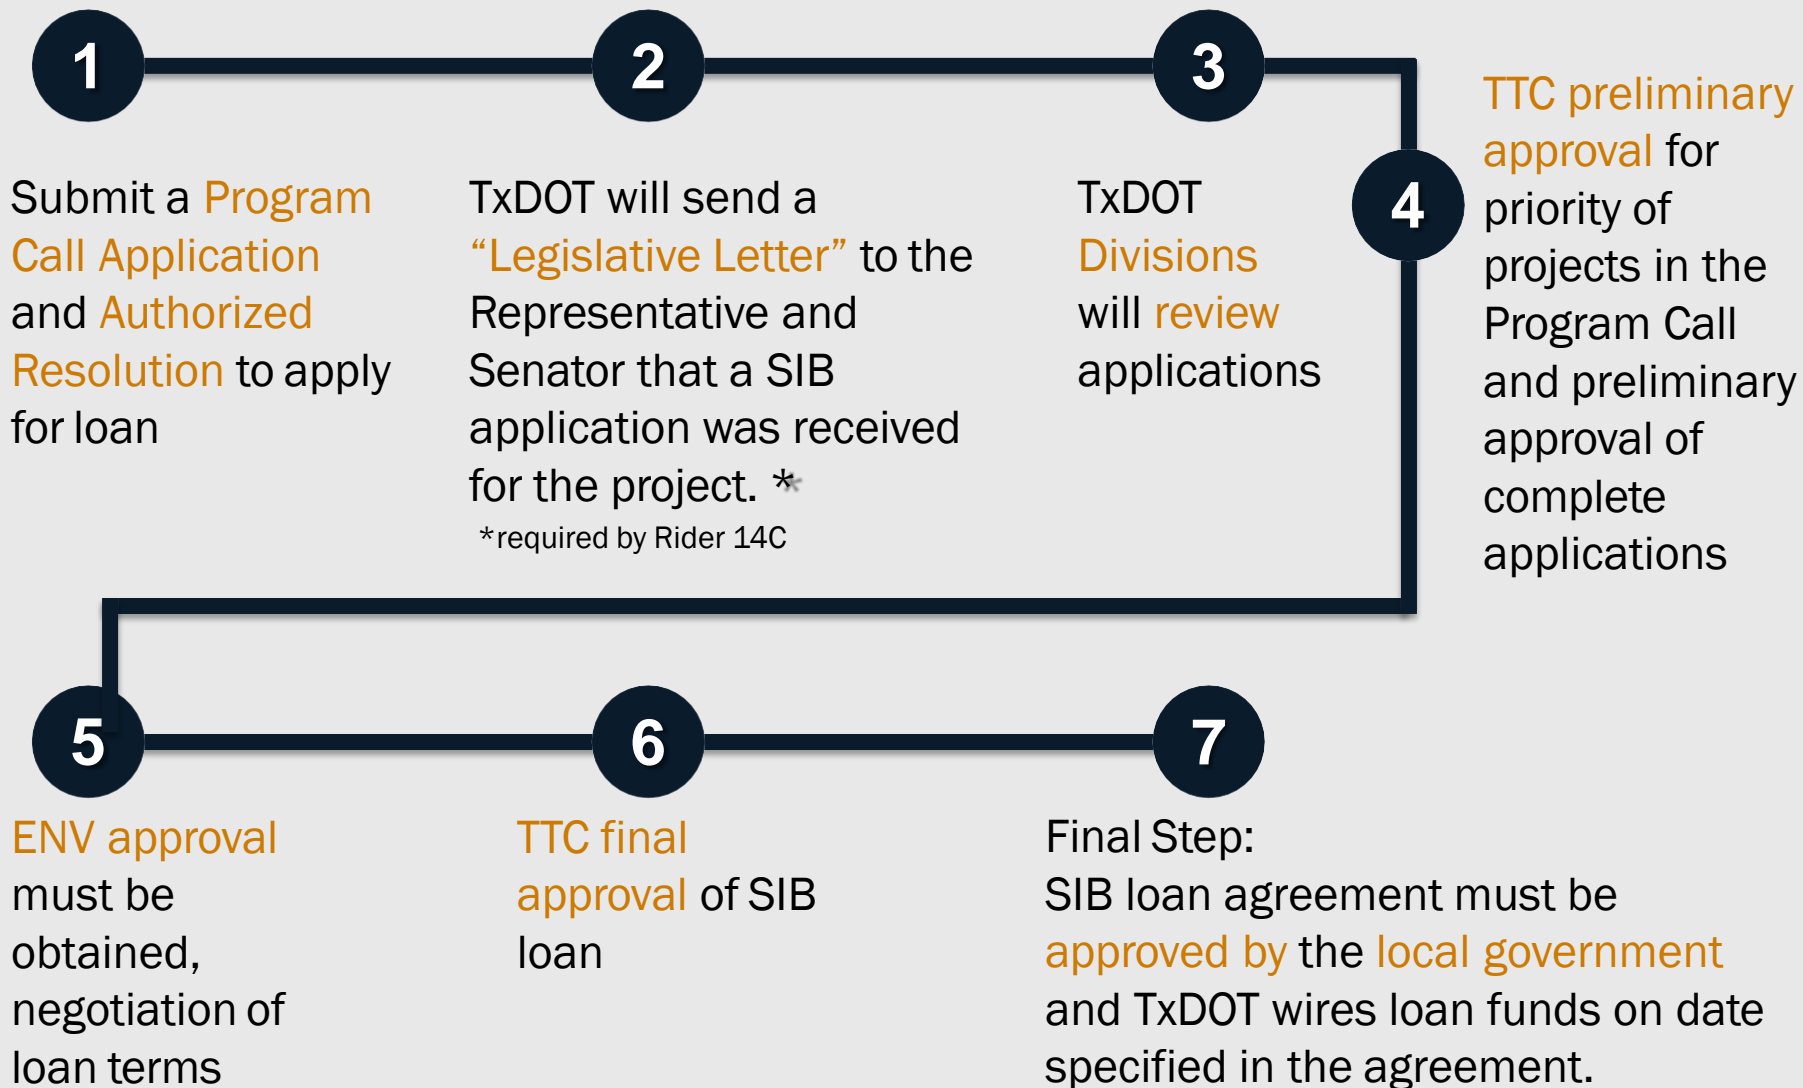 1
Submit a Program
Call Application
and Authorized
Resolution to apply
for loan
2
TxDOT will send a
“Legislative Letter” to the
Representative and
Senator that a SIB
application was received
for the project. *
*required by Rider 14C
3
TxDOT
Divisions
will review
applications
4
TTC preliminary
approval for
priority of
projects in the
Program Call
and preliminary
approval of
complete
applications
5
ENV approval
must be
obtained,
negotiation of
loan terms
6
TTC final
approval of SIB
loan
7
Final Step:
SIB loan agreement must be
approved by the local government
and TxDOT wires loan funds on date
specified in the agreement.